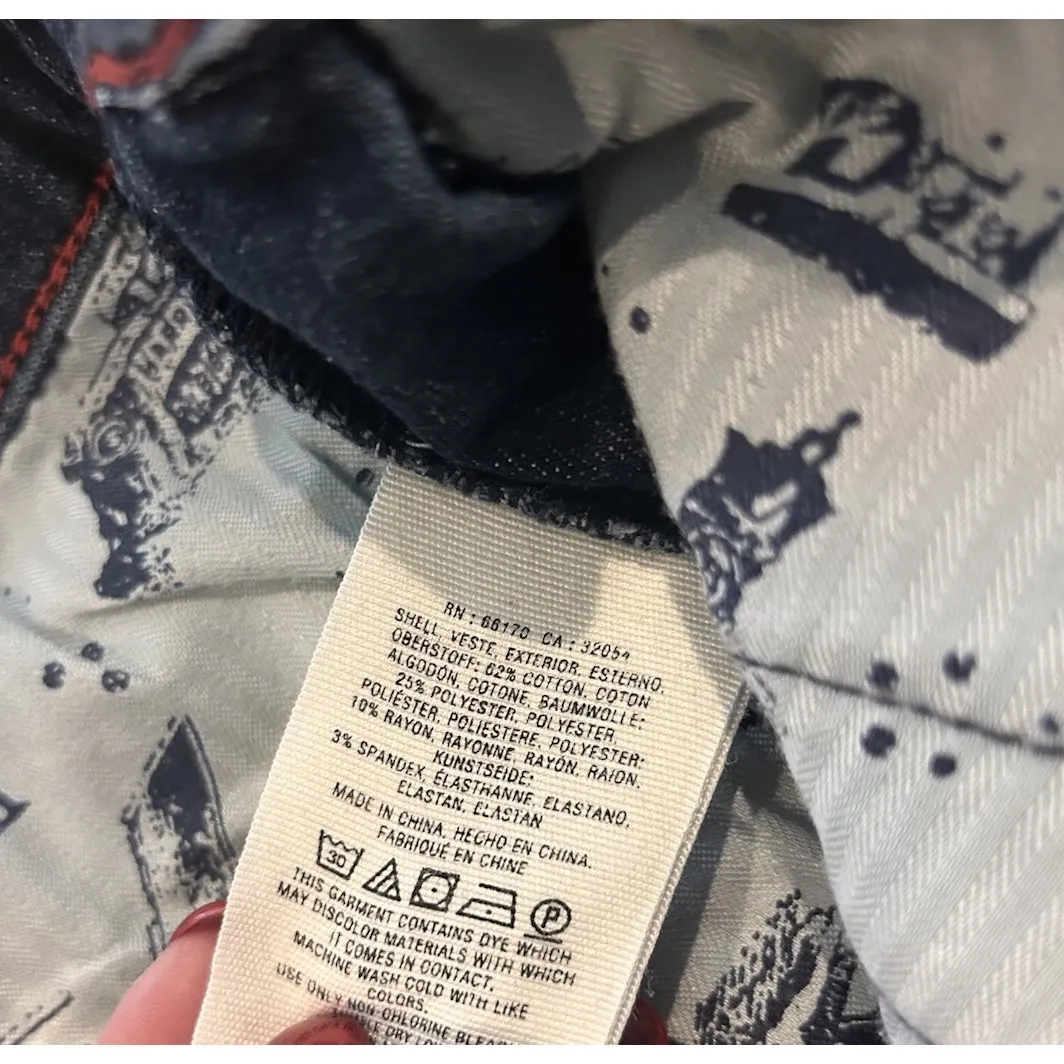 RN : 66170 CA : 32054
SHELL, VESTE, EXTERIOR, ESTERNO,
OBERSTOFF: 62% COTTON, COTON
ALGODÓN, COTONE, BAUMWOLLE;
25% POLYESTER, POLYESTER,
POLIÉSTER, POLIESTERE, POLYESTER;
10% RAYON, RAYONNE, RAYÓN, RAION,
KUNSTSEIDE;
3% SPANDEX, ÉLASTHANNE, ELASTANO,
ELASTAN, ELASTAN
MADE IN CHINA. HECHO EN CHINA.
FABRIQUÉ EN CHINE
30 P
THIS GARMENT CONTAINS DYE WHICH
MAY DISCOLOR MATERIALS WITH WHICH
IT COMES IN CONTACT.
MACHINE WASH COLD WITH LIKE
COLORS.
USE ONLY NON-CHLORINE BLEACH
DRY